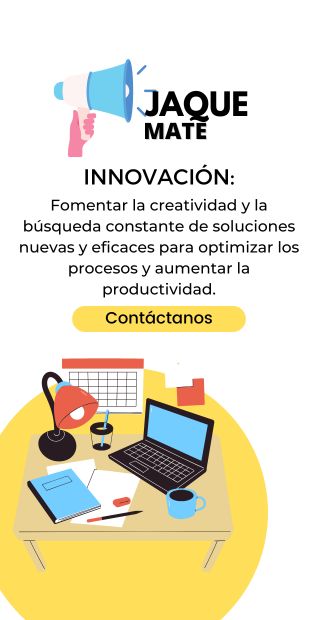 JAQUE
MATE
INNOVACIÓN:
Fomentar la creatividad y la
búsqueda constante de soluciones
nuevas y eficaces para optimizar los
procesos y aumentar la
productividad.
Contáctanos